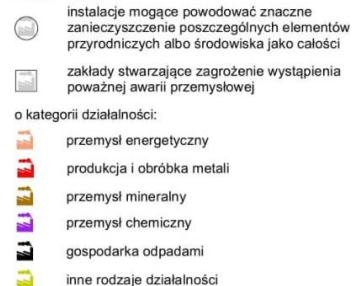 instalacje mogące powodować znaczne
zanieczyszczenie poszczególnych elementów
przyrodniczych albo środowiska jako całości
zakłady stwarzające zagrożenie wystąpienia
poważnej awarii przemysłowej
o kategorii działalności:
przemysł energetyczny
produkcja i obróbka metali
przemysł mineralny
przemysł chemiczny
gospodarka odpadami
inne rodzaje działalności